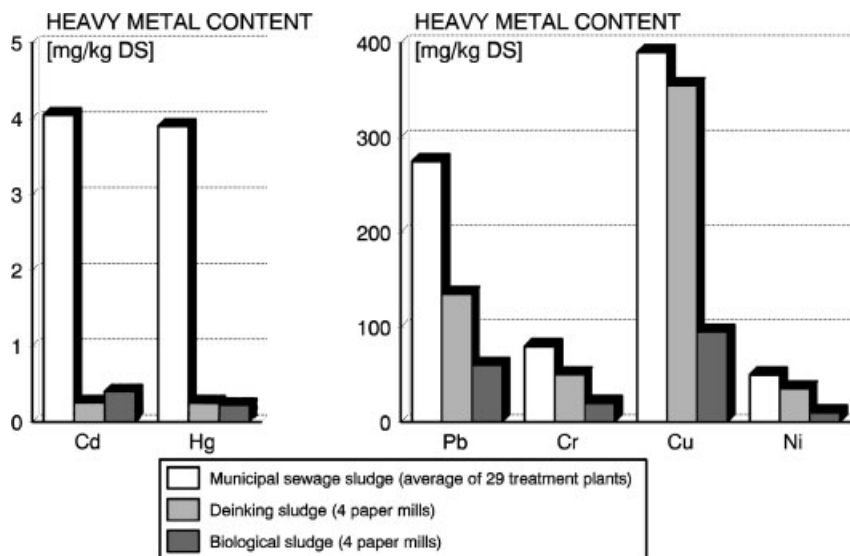 HEAVY METAL CONTENT
[mg/kg DS]
5
4
3
2
1
0
Cd Hg
HEAVY METAL CONTENT
[mg/kg DS]
400
300
200
100
0
Pb Cr Cu Ni
Municipal sewage sludge (average of 29 treatment plants)
Deinking sludge (4 paper mills)
Biological sludge (4 paper mills)